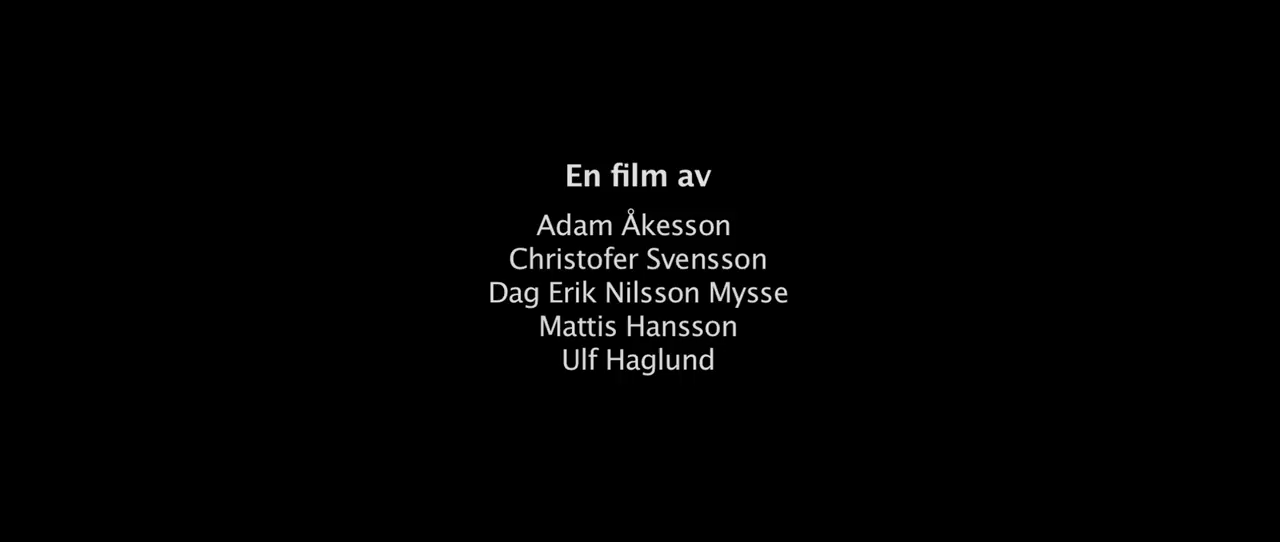 En film av
Adam Åkesson
Christofer Svensson
Dag Erik Nilsson Mysse
Mattis Hansson
Ulf Haglund